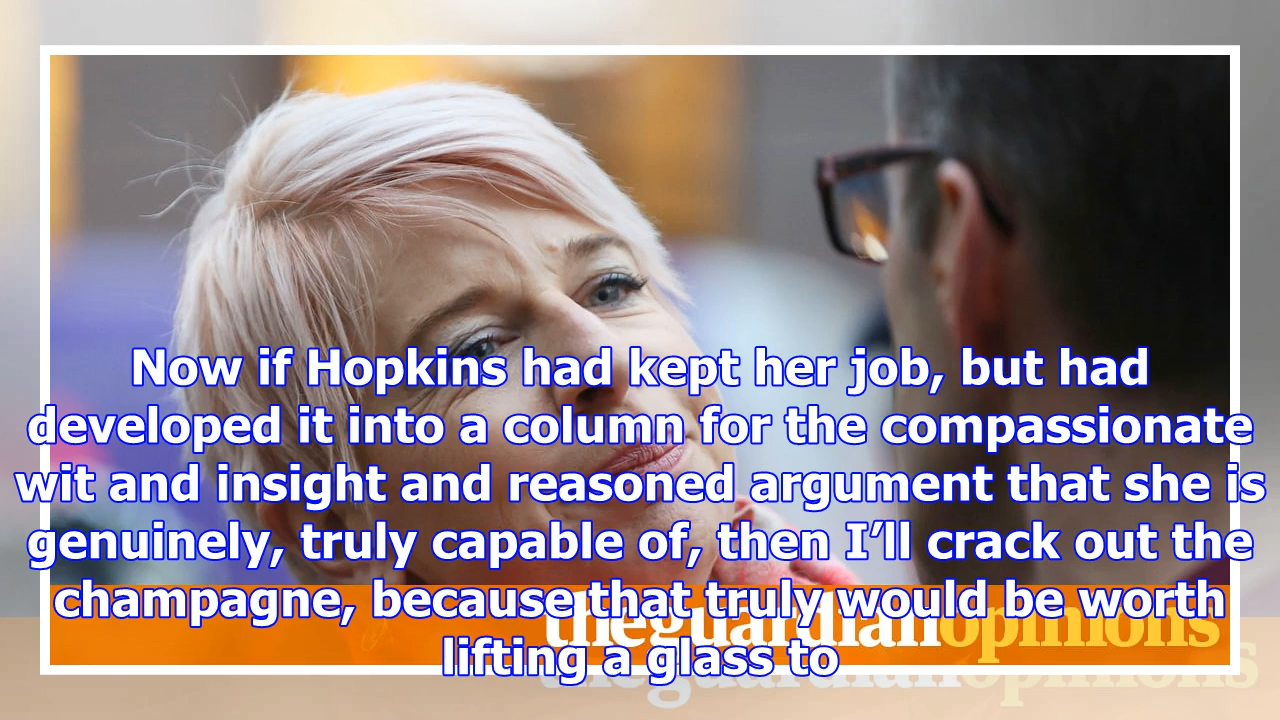 Now if Hopkins had kept her job, but had
developed it into a column for the compassionate
wit and insight and reasoned argument that she is
genuinely, truly capable of, then I’ll crack out the
champagne, because that truly would be worth
lifting a glass to
theguardianopinions
theguardianopinions